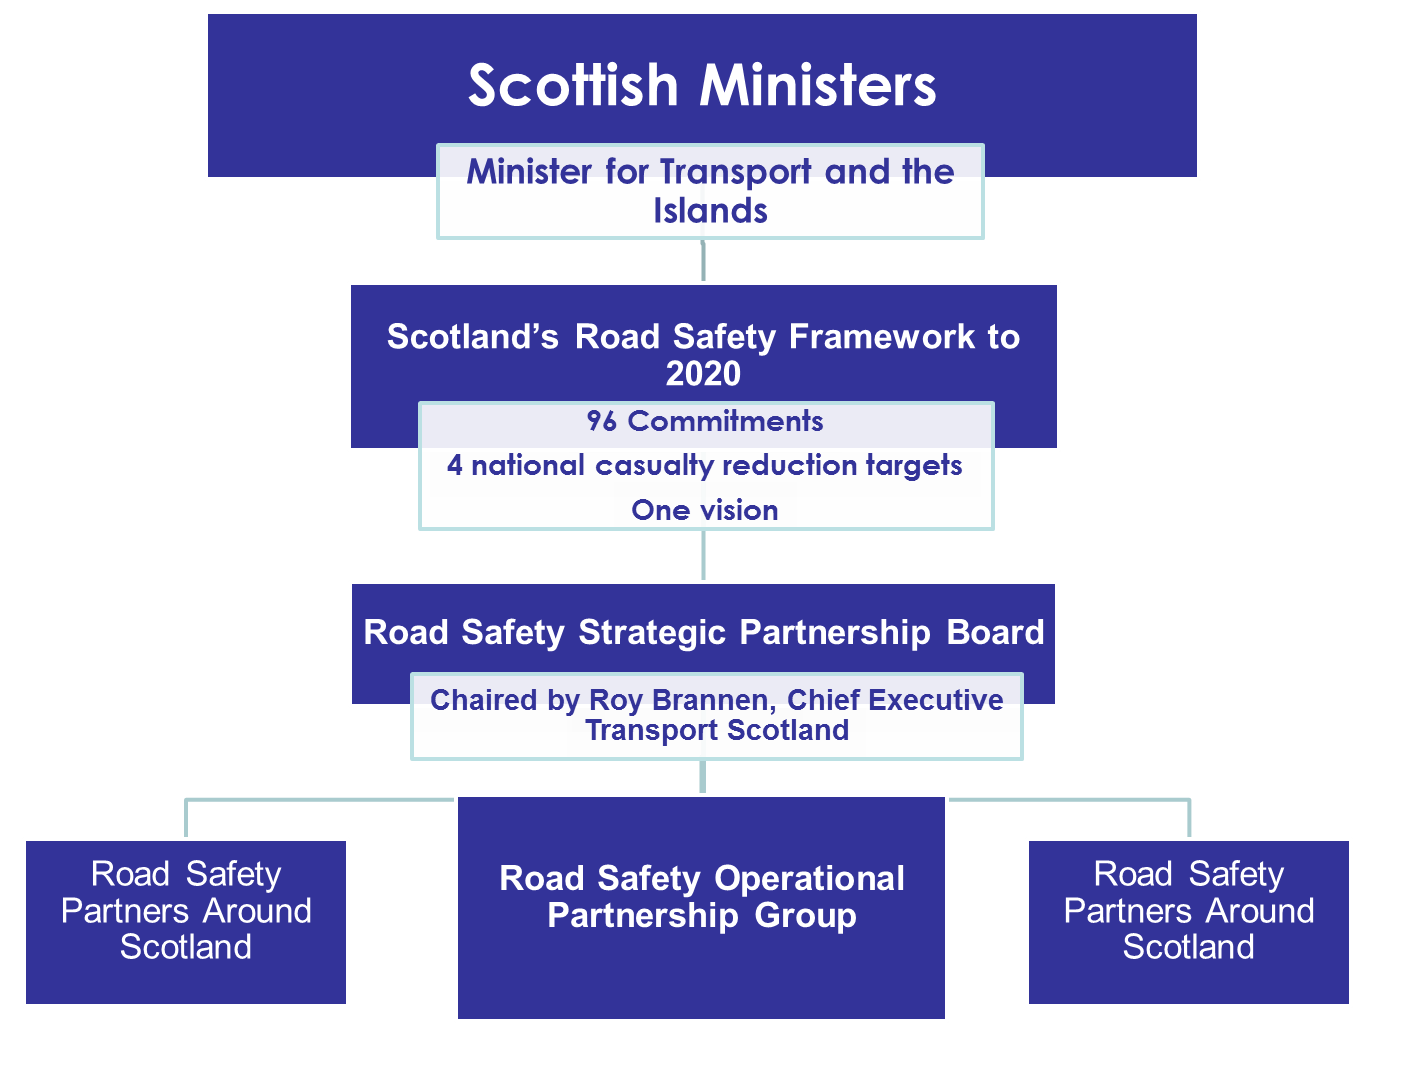 Scottish Ministers
Minister for Transport and the
Islands
Scotland’s Road Safety Framework to
2020
96 Commitments
4 national casualty reduction targets
One vision
Road Safety Strategic Partnership Board
Chaired by Roy Brannen, Chief Executive
Transport Scotland
Road Safety
Partners Around
Scotland
Road Safety Operational
Partnership Group
Road Safety
Partners Around
Scotland